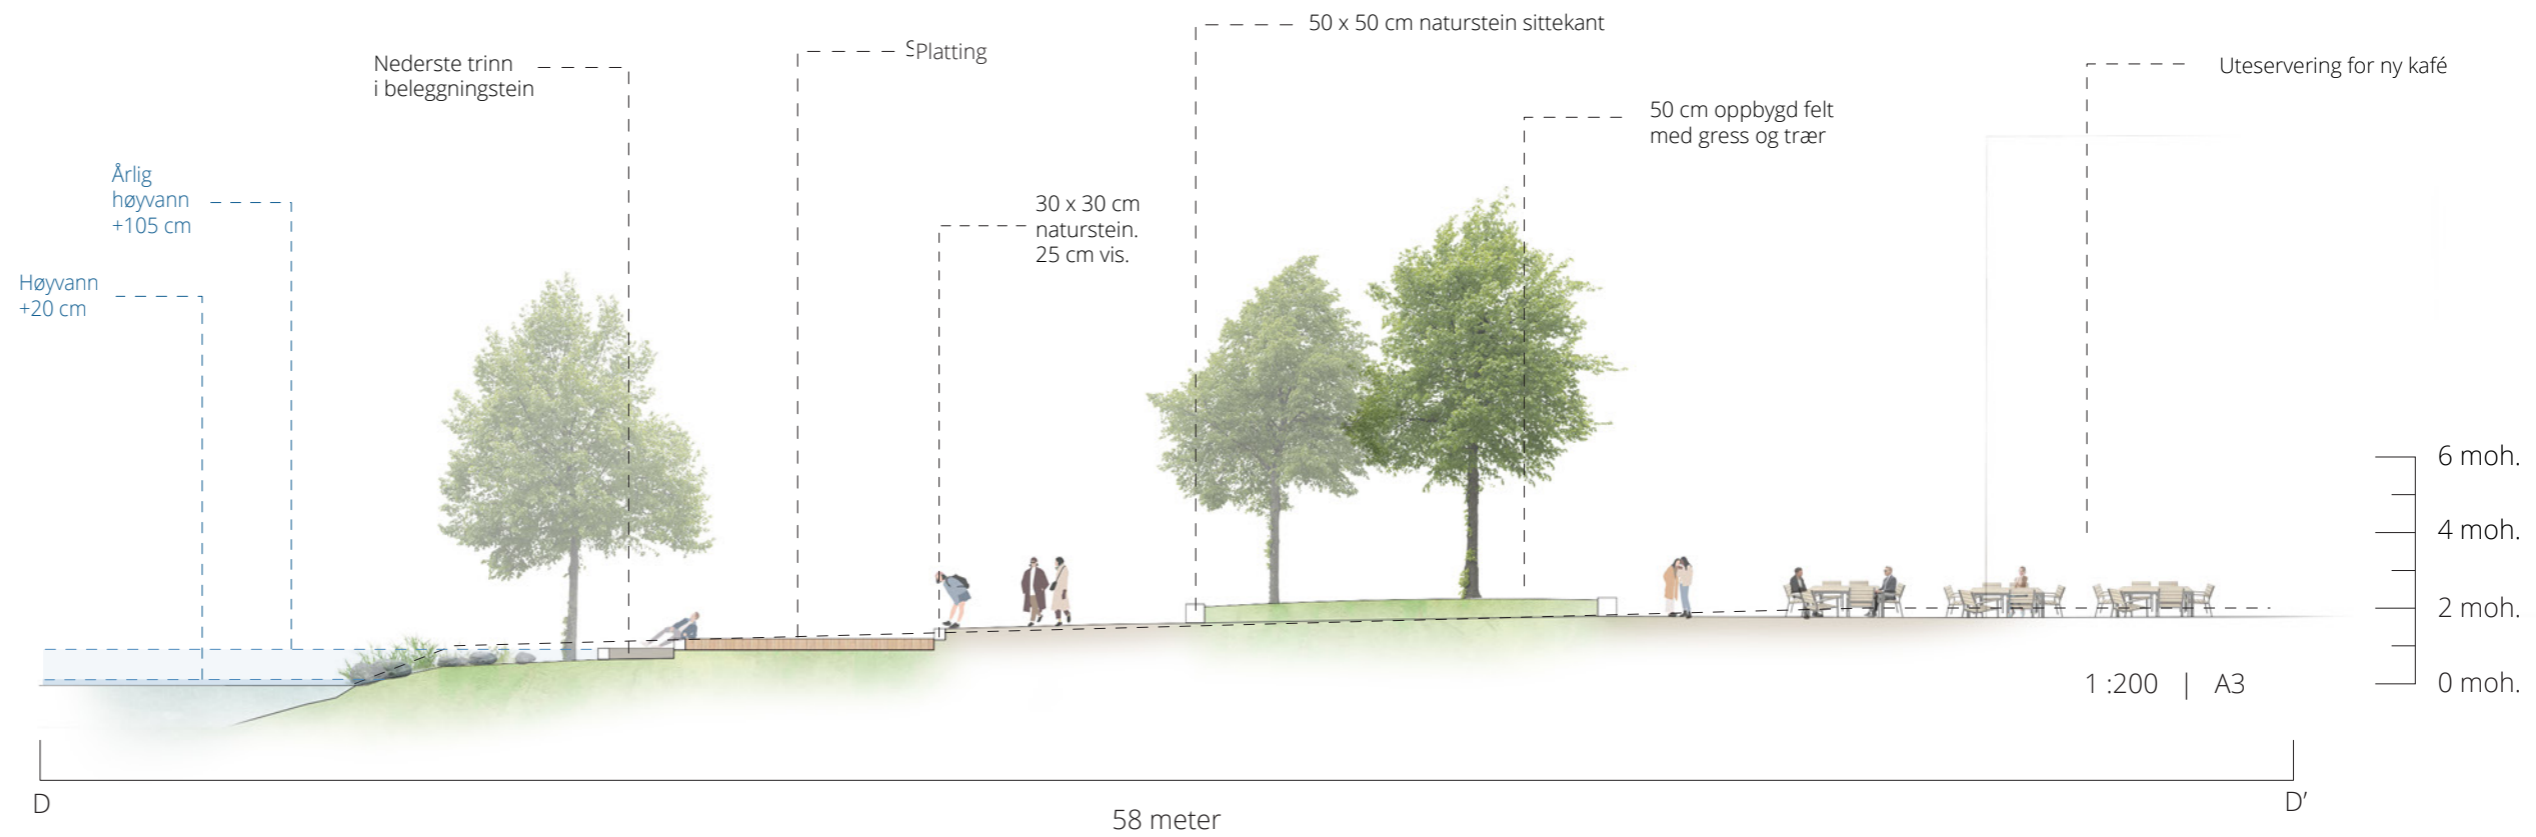 50 x 50 cm naturstein sittekant
Platting
Nederste trinn
i beleggningstein
Uteservering for ny kafé
50 cm oppbygd felt
med gress og trær
Årlig
høyvann
+105 cm
30 x 30 cm
naturstein.
25 cm vis.
Høyvann
+20 cm
6 moh.
4 moh.
2 moh.
0 moh.
1 :200 | A3
D
D’
58 meter